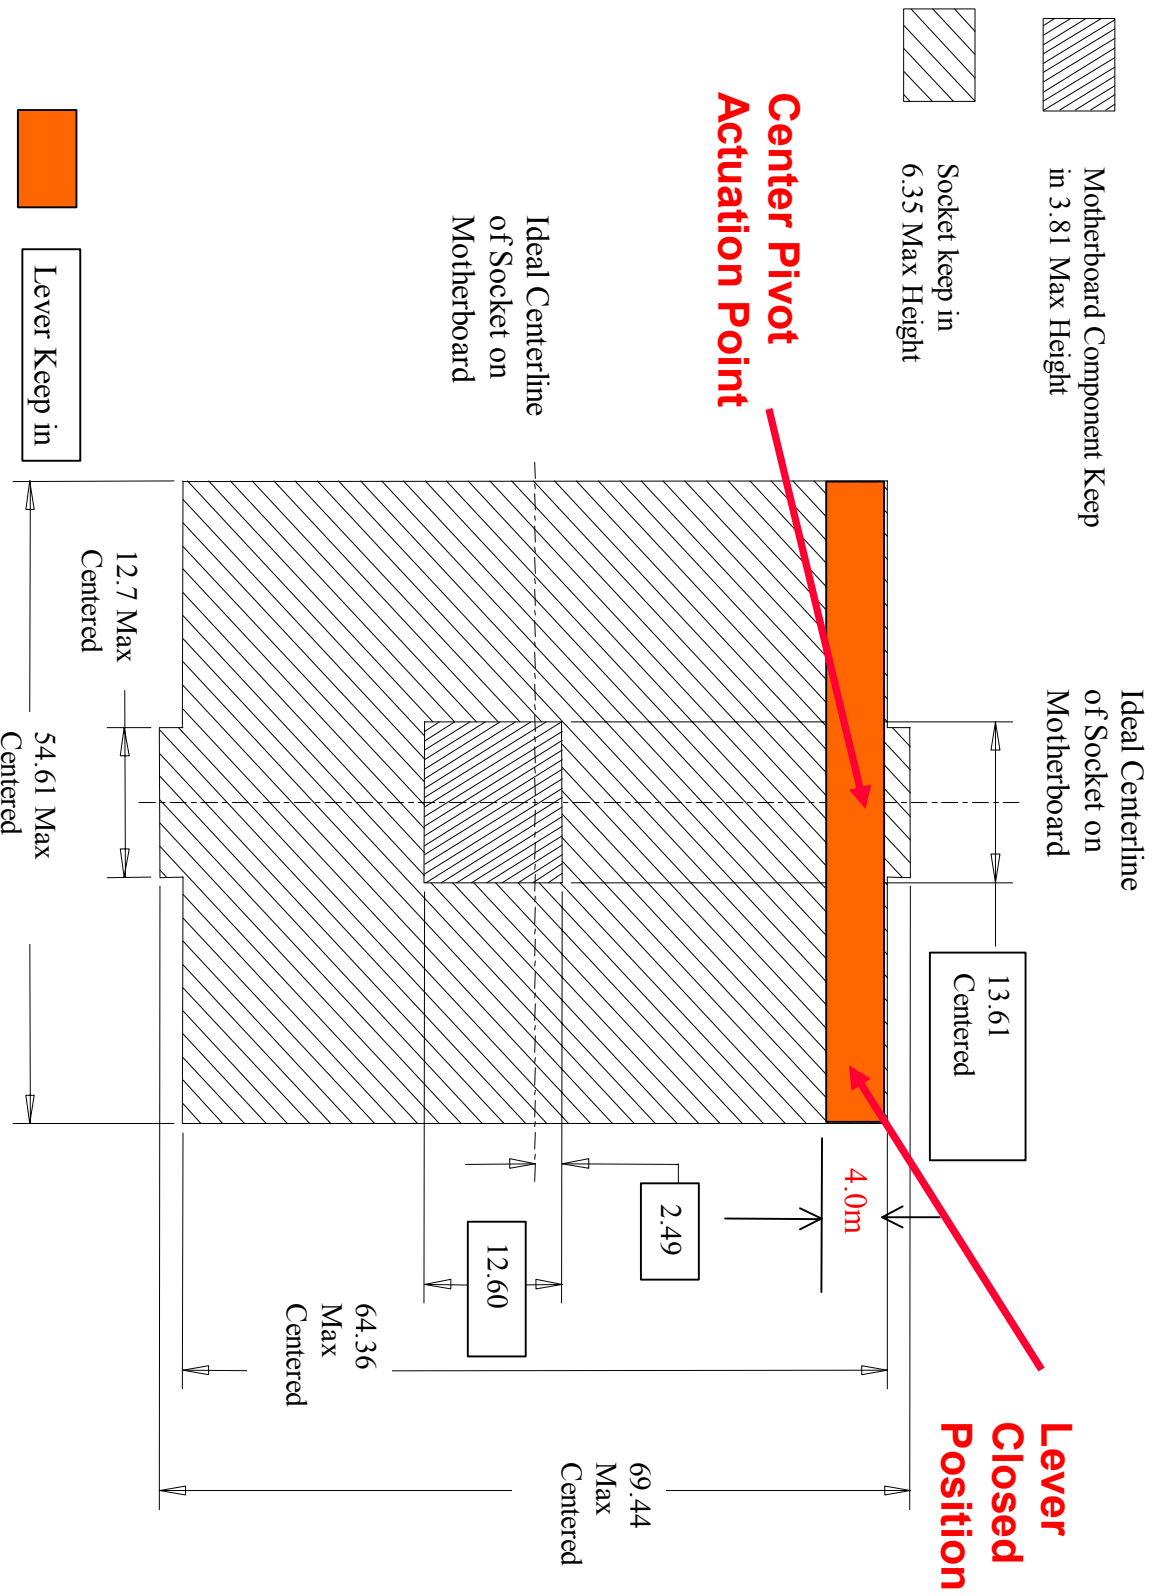 Motherboard Component Keep
in 3.81 Max Height
Socket keep in
6.35 Max Height
Center Pivot
Actuation Point
Ideal Centerline
of Socket on
Motherboard
Lever Keep in
Ideal Centerline
of Socket on
Motherboard
13.61
Centered
12.7 Max
Centered
54.61 Max
Centered
4.0m
2.49
12.60
64.36
Max
Centered
69.44
Max
Centered
Lever
Closed
Position